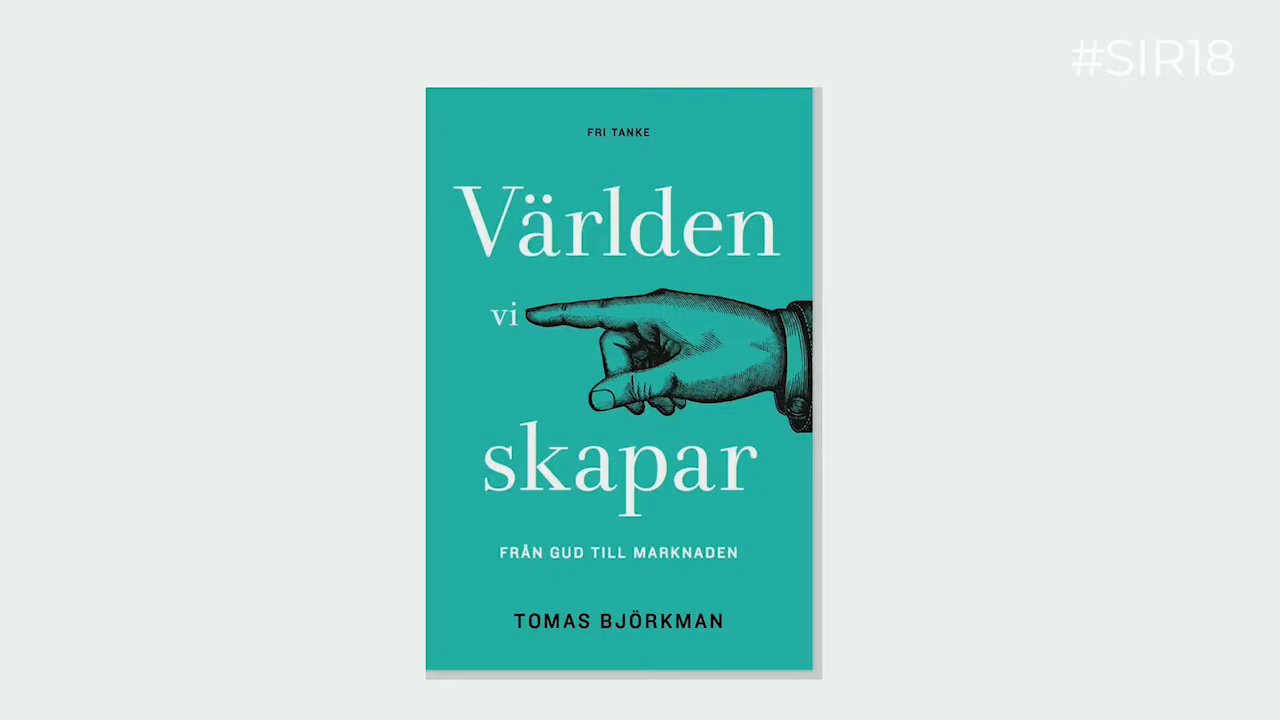 #SIR18
FRI TANKE
Världen
vi
skapar
FRÅN GUD TILL MARKNADEN
TOMAS BJÖRKMAN